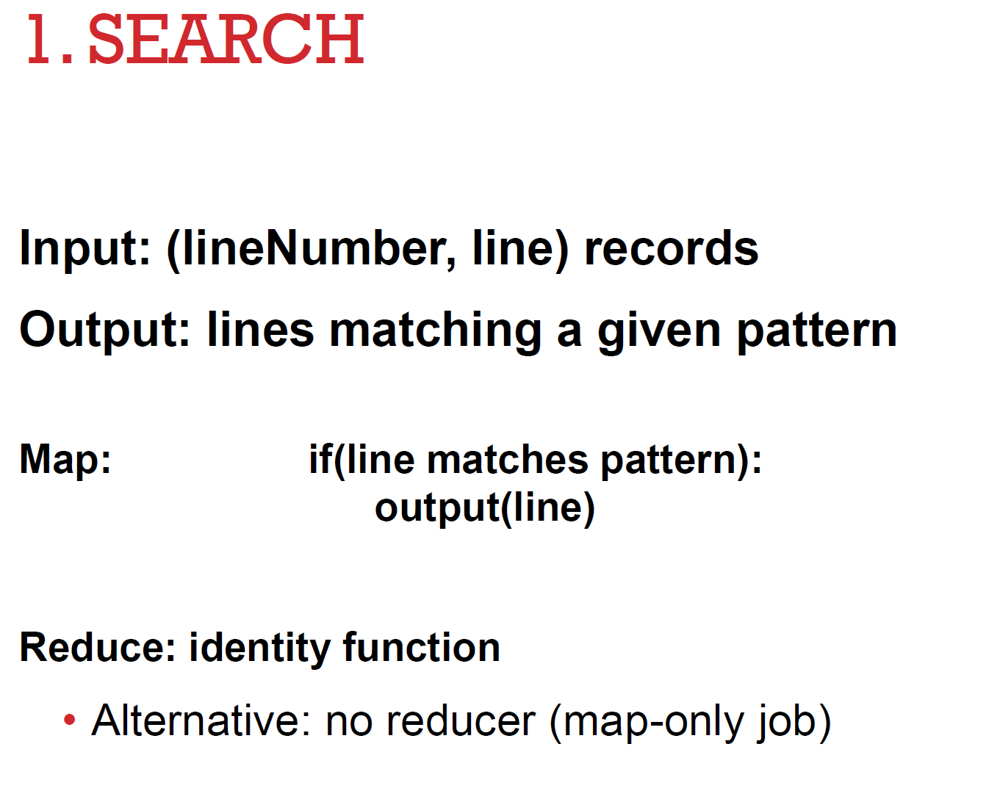 1. SEARCH
Input: (lineNumber, line) records
Output: lines matching a given pattern
Map: if(line matches pattern):
output(line)
Reduce: identity function
• Alternative: no reducer (map-only job)